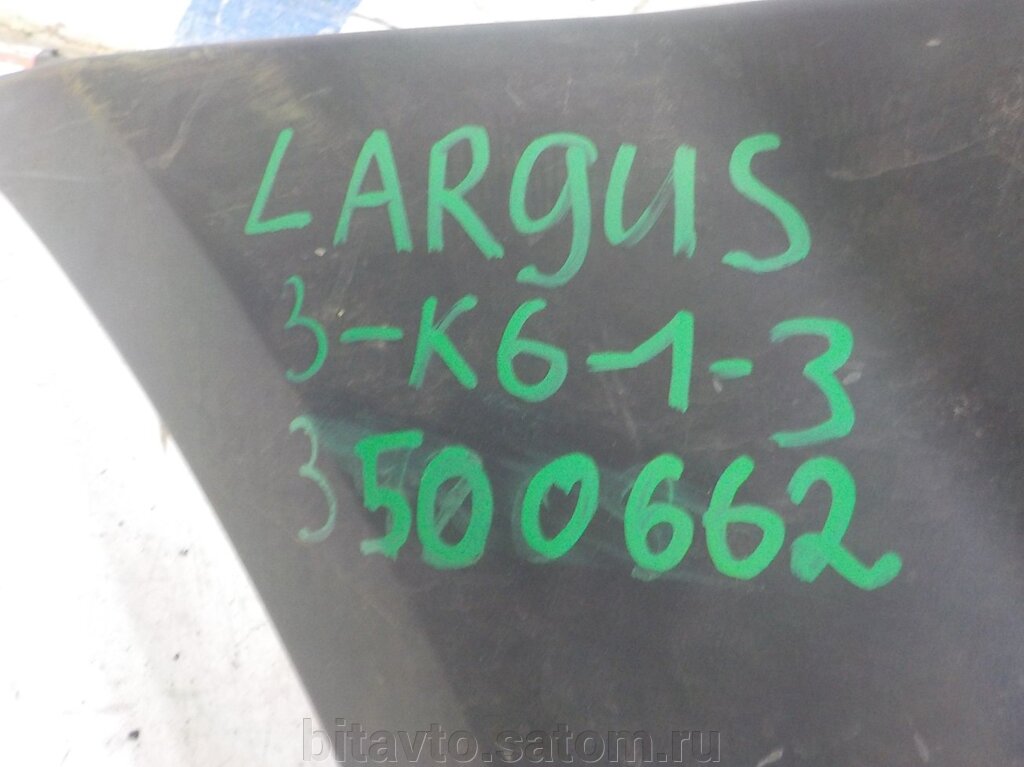 LARgUS
3-K6-1-3
3500662
bitavto.satom.ru